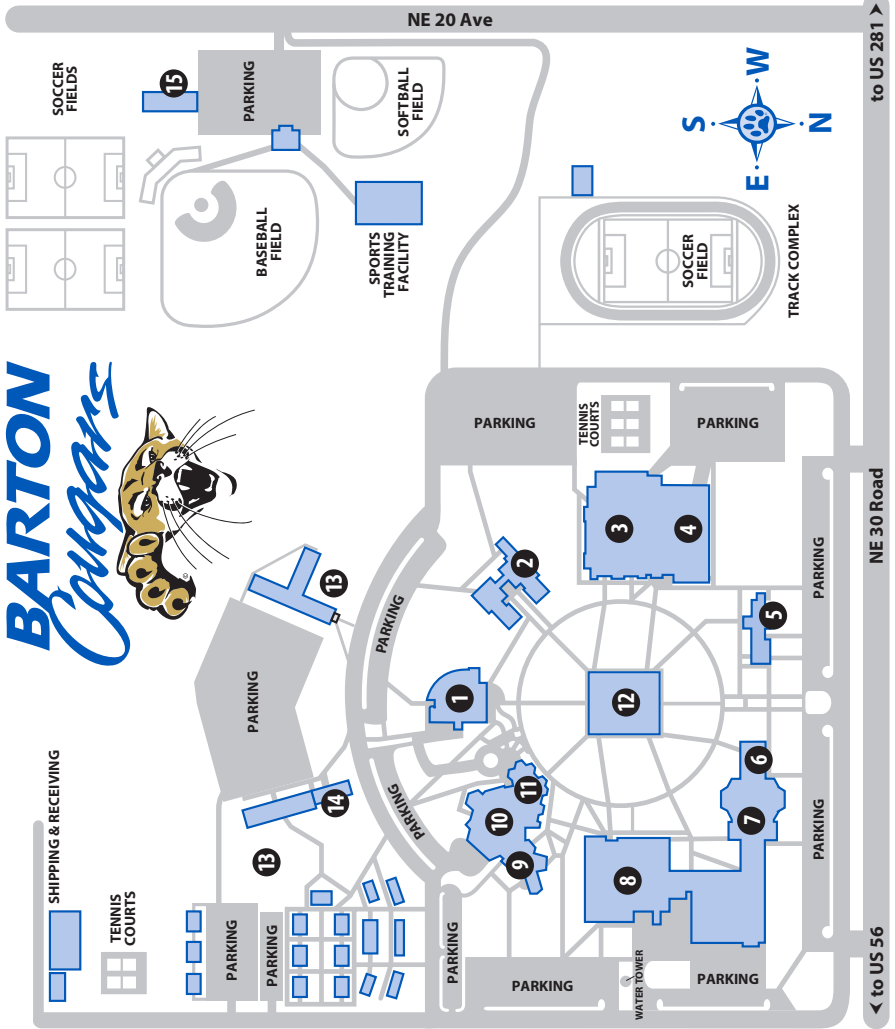 NE 20 Ave
to US 281 >
SOCCER
FIELDS
15
PARKING
SOFTBALL
FIELD
S
W
E
N
BASEBALL
FIELD
SPORTS
TRAINING
FACILITY
SOCCER
FIELD
TRACK COMPLEX
BARTON
Cougars
®
PARKING
TENNIS
COURTS
PARKING
3
4
NE 30 Road
13
2
PARKING
PARKING
5
PARKING
1
12
SHIPPING & RECEIVING
14
PARKING
11
10
6
7
PARKING
9
8
13
TENNIS
COURTS
PARKING
PARKING
PARKING
PARKING
WATER TOWER
PARKING
< to US 56